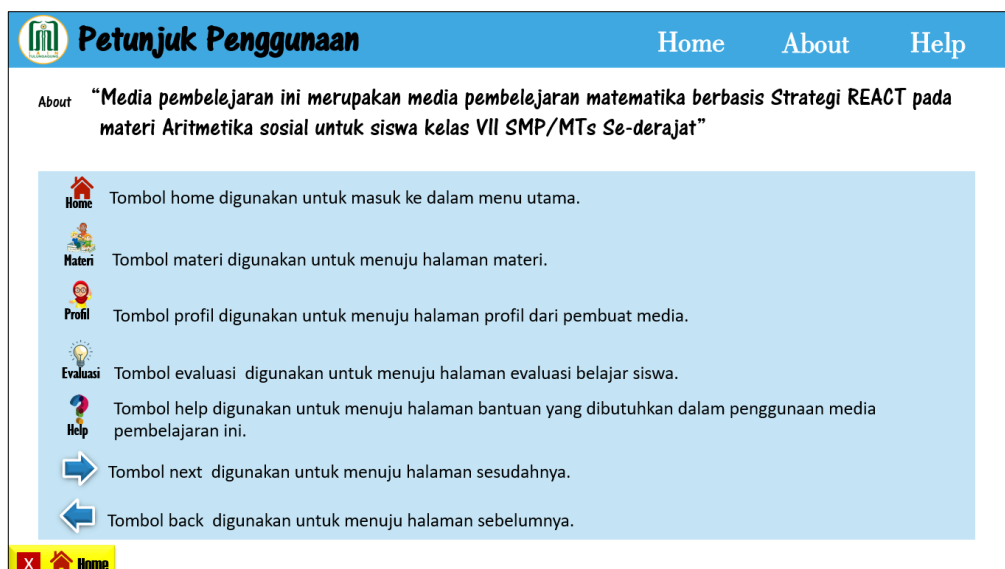 Petunjuk Penggunaan
Home About Help
About
“Media pembelejaran ini merupakan media pembelejaran matematika berbasis Strategi REACT pada
materi Aritmetika sosial untuk siswa kelas VII SMP/MTs Se-derajat”
Home
Tombol home digunakan untuk masuk ke dalam menu utama.
Materi
Tombol materi digunakan untuk menuju halaman materi.
Profil
Tombol profil digunakan untuk menuju halaman profil dari pembuat media.
Evaluasi
Tombol evaluasi digunakan untuk menuju halaman evaluasi belajar siswa.
Help
Tombol help digunakan untuk menuju halaman bantuan yang dibutuhkan dalam penggunaan media
pembelajaran ini.
Tombol next digunakan untuk menuju halaman sesudahnya.
Tombol back digunakan untuk menuju halaman sebelumnya.
X Home